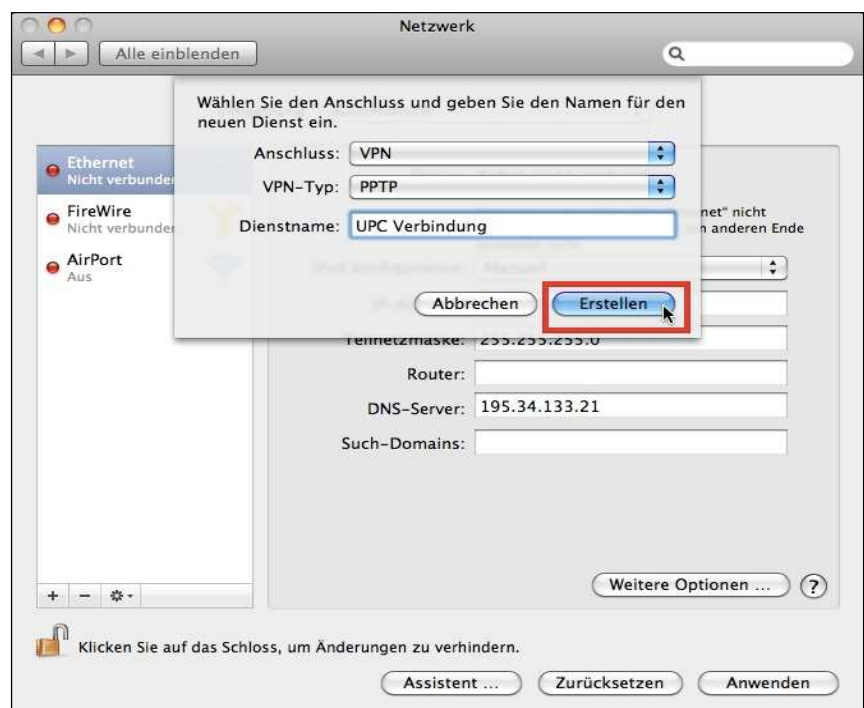 Netzwerk
Alle einblenden
Wählen Sie den Anschluss und geben Sie den Namen für den
neuen Dienst ein.
Anschluss: VPN
VPN-Typ: PPTP
Dienstname: UPC Verbindung
Abbrechen Erstellen
Ethernet
Nicht verbunden
FireWire
Nicht verbunden
AirPort
Aus
net" nicht
anderen Ende
IPv4 konfigurieren: Manuell
Teilnetzmaske: 255.255.255.0
Router:
DNS-Server: 195.34.133.21
Such-Domains:
+ −
Weitere Optionen ... ?
Klicken Sie auf das Schloss, um Änderungen zu verhindern.
Assistent ... Zurücksetzen Anwenden